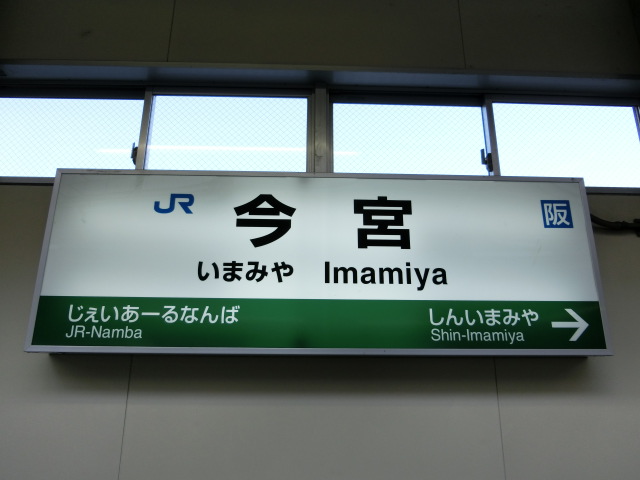 JR 今宮 阪
いまみや Imamiya
じぇいあーるなんば しんいまみや →
JR-Namba Shin-Imamiya